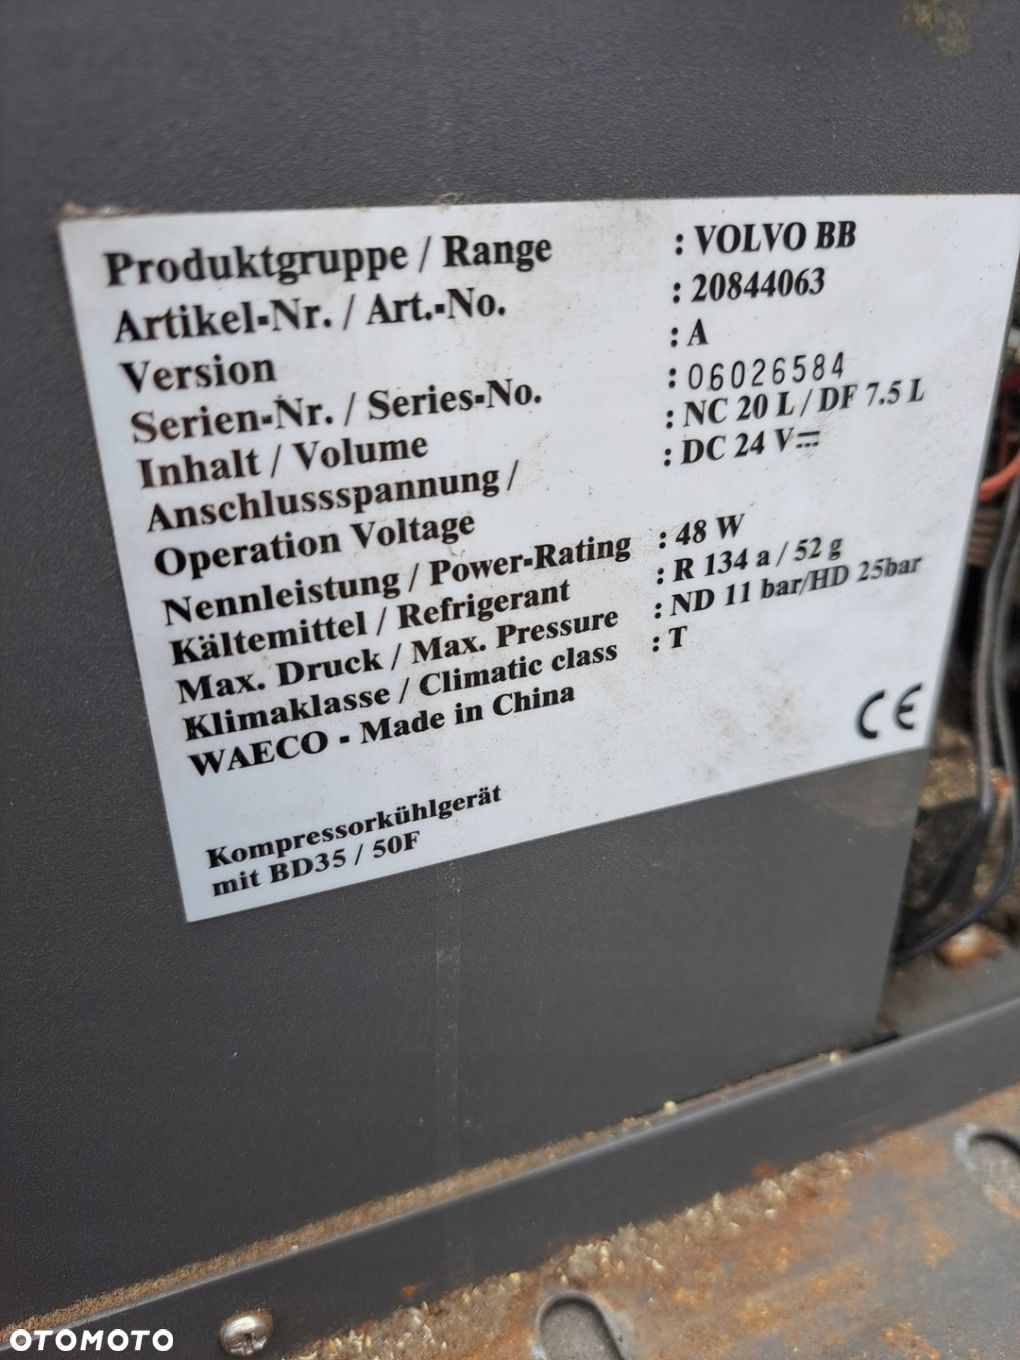 Produktgruppe / Range : VOLVO BB
Artikel-Nr. / Art.-No. : 20844063
Version : A
Serien-Nr. / Series-No. : 06026584
Inhalt / Volume : NC 20 L / DF 7.5 L
Anschlussspannung / : DC 24 V⎓
Operation Voltage
Nennleistung / Power-Rating : 48 W
Kältemittel / Refrigerant : R 134 a / 52 g
Max. Druck / Max. Pressure : ND 11 bar/HD 25bar
Klimaklasse / Climatic class : T
WAECO - Made in China
CE
Kompressorkühlgerät
mit BD35 / 50F
OTOMOTO